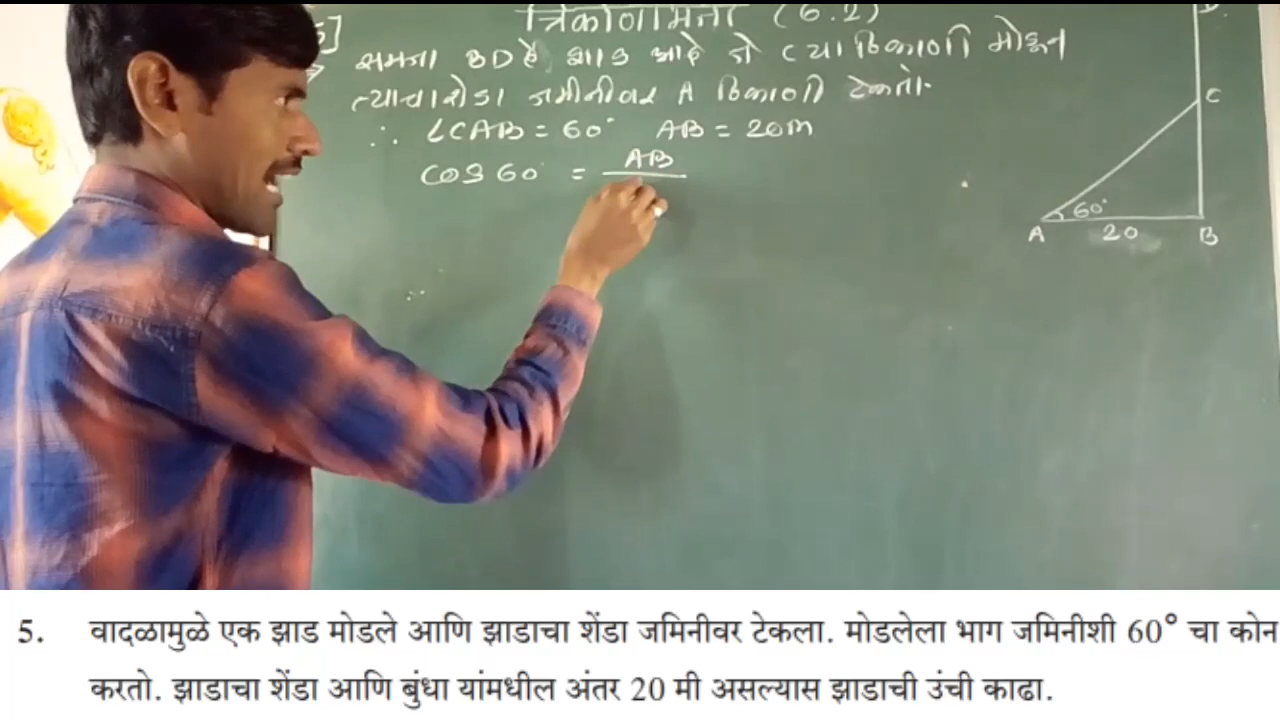 5]
त्रिकोणमिती (6.2)
⇒ समजा BD हे झाड आहे जे C च्या ठिकाणी मोडून
त्याचा शेंडा जमीनीवर A ठिकाणी टेकतो.
∴ ∠CAB = 60° AB = 20m
cos 60° = AB
D
C
60°
A 20 B
5. वादळामुळे एक झाड मोडले आणि झाडाचा शेंडा जमिनीवर टेकला. मोडलेला भाग जमिनीशी 60° चा कोन
करतो. झाडाचा शेंडा आणि बुंधा यांमधील अंतर 20 मी असल्यास झाडाची उंची काढा.